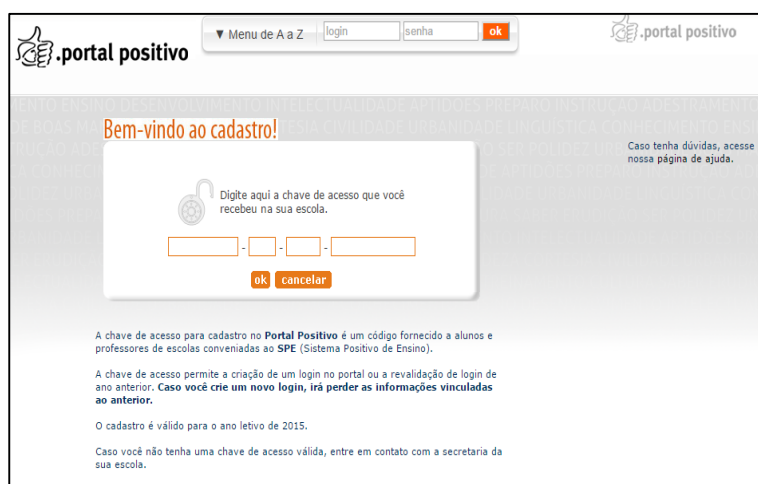 .portal positivo
▼ Menu de A a Z
login
senha
ok
.portal positivo
Bem-vindo ao cadastro!
Caso tenha dúvidas, acesse
nossa página de ajuda.
Digite aqui a chave de acesso que você
recebeu na sua escola.
- - -
ok cancelar
A chave de acesso para cadastro no Portal Positivo é um código fornecido a alunos e
professores de escolas conveniadas ao SPE (Sistema Positivo de Ensino).
A chave de acesso permite a criação de um login no portal ou a revalidação de login de
ano anterior. Caso você crie um novo login, irá perder as informações vinculadas
ao anterior.
O cadastro é válido para o ano letivo de 2015.
Caso você não tenha uma chave de acesso válida, entre em contato com a secretaria da
sua escola.